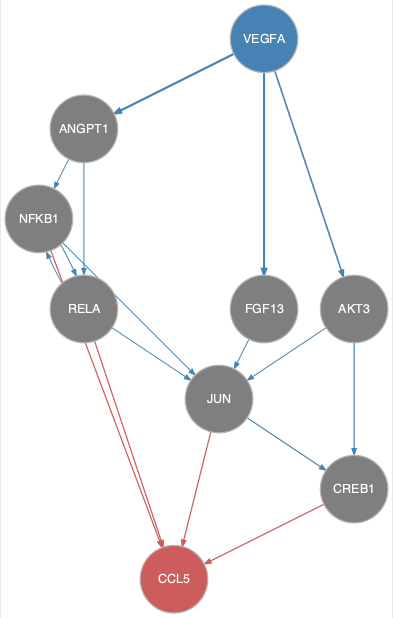 VEGFA
ANGPT1
NFKB1
RELA
FGF13
AKT3
JUN
CREB1
CCL5